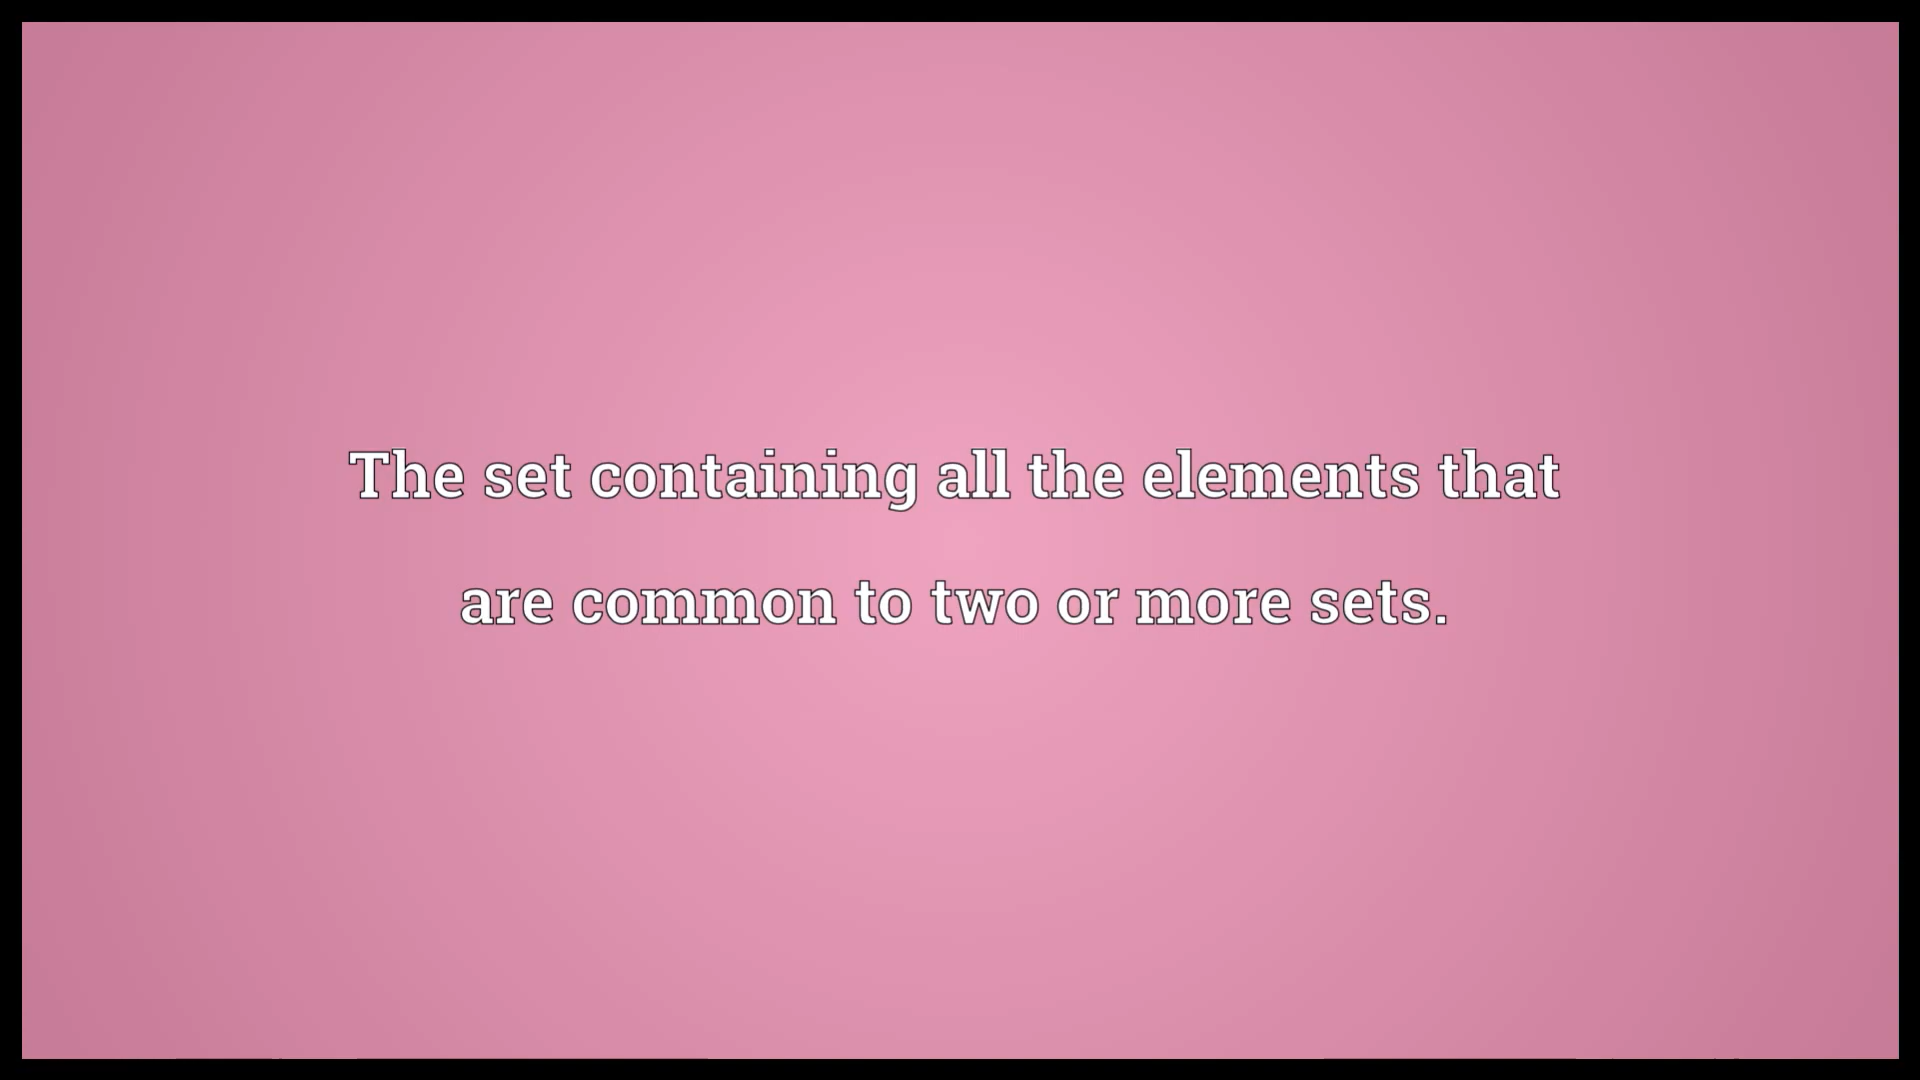 The set containing all the elements that
are common to two or more sets.